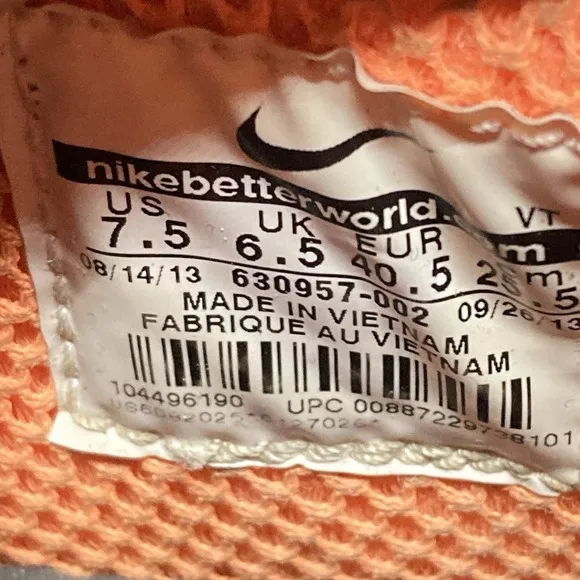 nikebetterworld. m
US UK EUR cm VT
7.5 6.5 40.5 25.5
08/14/13 630957-002 09/26/13
MADE IN VIETNAM
FABRIQUE AU VIETNAM
104496190 UPC 00887229738101